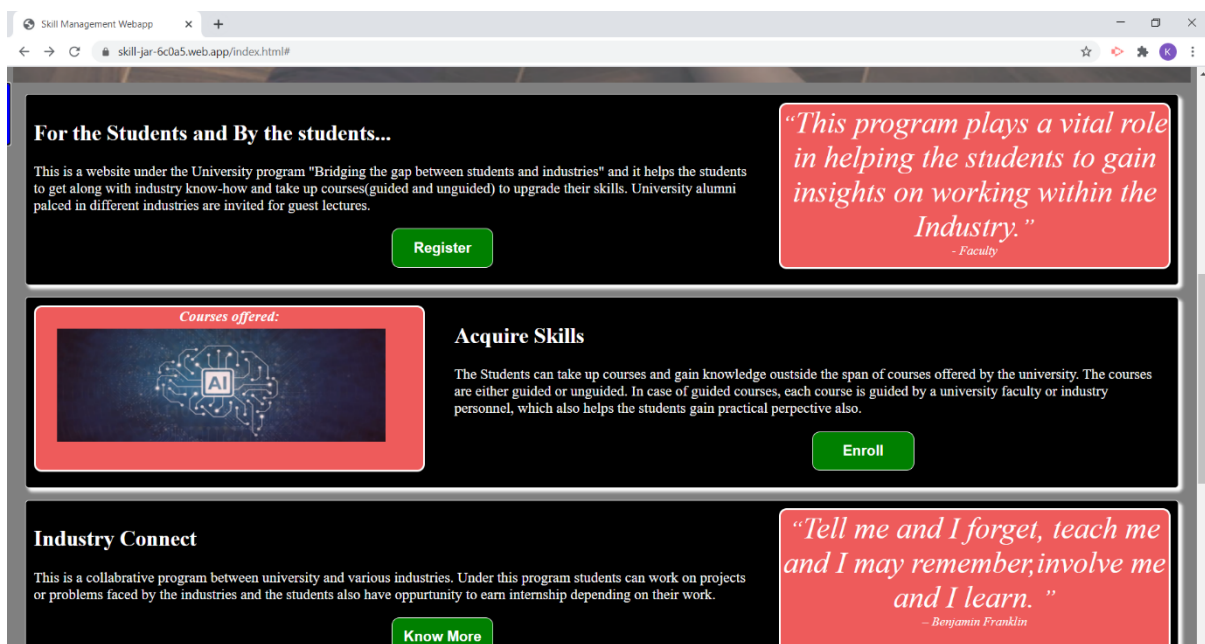 Skill Management Webapp
skill-jar-6c0a5.web.app/index.html#
K
For the Students and By the students...
This is a website under the University program "Bridging the gap between students and industries" and it helps the students
to get along with industry know-how and take up courses(guided and unguided) to upgrade their skills. University alumni
palced in different industries are invited for guest lectures.
Register
“This program plays a vital role
in helping the students to gain
insights on working within the
Industry.”
- Faculty
Courses offered:
AI
Acquire Skills
The Students can take up courses and gain knowledge oustside the span of courses offered by the university. The courses
are either guided or unguided. In case of guided courses, each course is guided by a university faculty or industry
personnel, which also helps the students gain practical perpective also.
Enroll
Industry Connect
This is a collabrative program between university and various industries. Under this program students can work on projects
or problems faced by the industries and the students also have oppurtunity to earn internship depending on their work.
Know More
“Tell me and I forget, teach me
and I may remember,involve me
and I learn. ”
– Benjamin Franklin